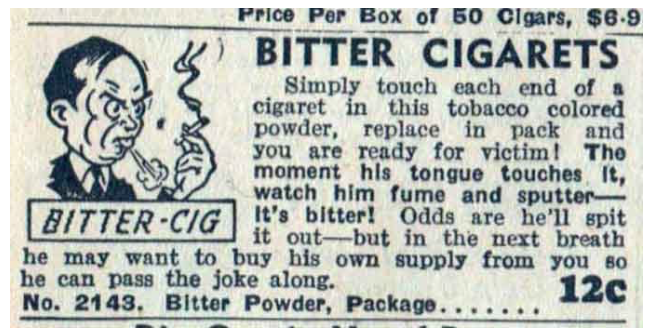 Price Per Box of 50 Cigars, $6.9
BITTER CIGARETS
Simply touch each end of a
cigaret in this tobacco colored
powder, replace in pack and
you are ready for victim! The
moment his tongue touches it,
watch him fume and sputter—
it's bitter! Odds are he'll spit
it out—but in the next breath
he may want to buy his own supply from you so
he can pass the joke along.
No. 2143. Bitter Powder, Package....... 12c
BITTER-CIG